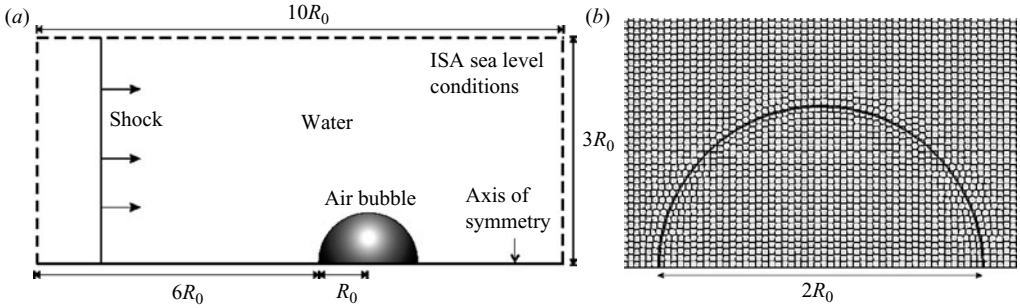 (a)
10R₀
ISA sea level
conditions
Shock
Water
3R₀
Air bubble
Axis of
symmetry
6R₀
R₀
(b)
2R₀